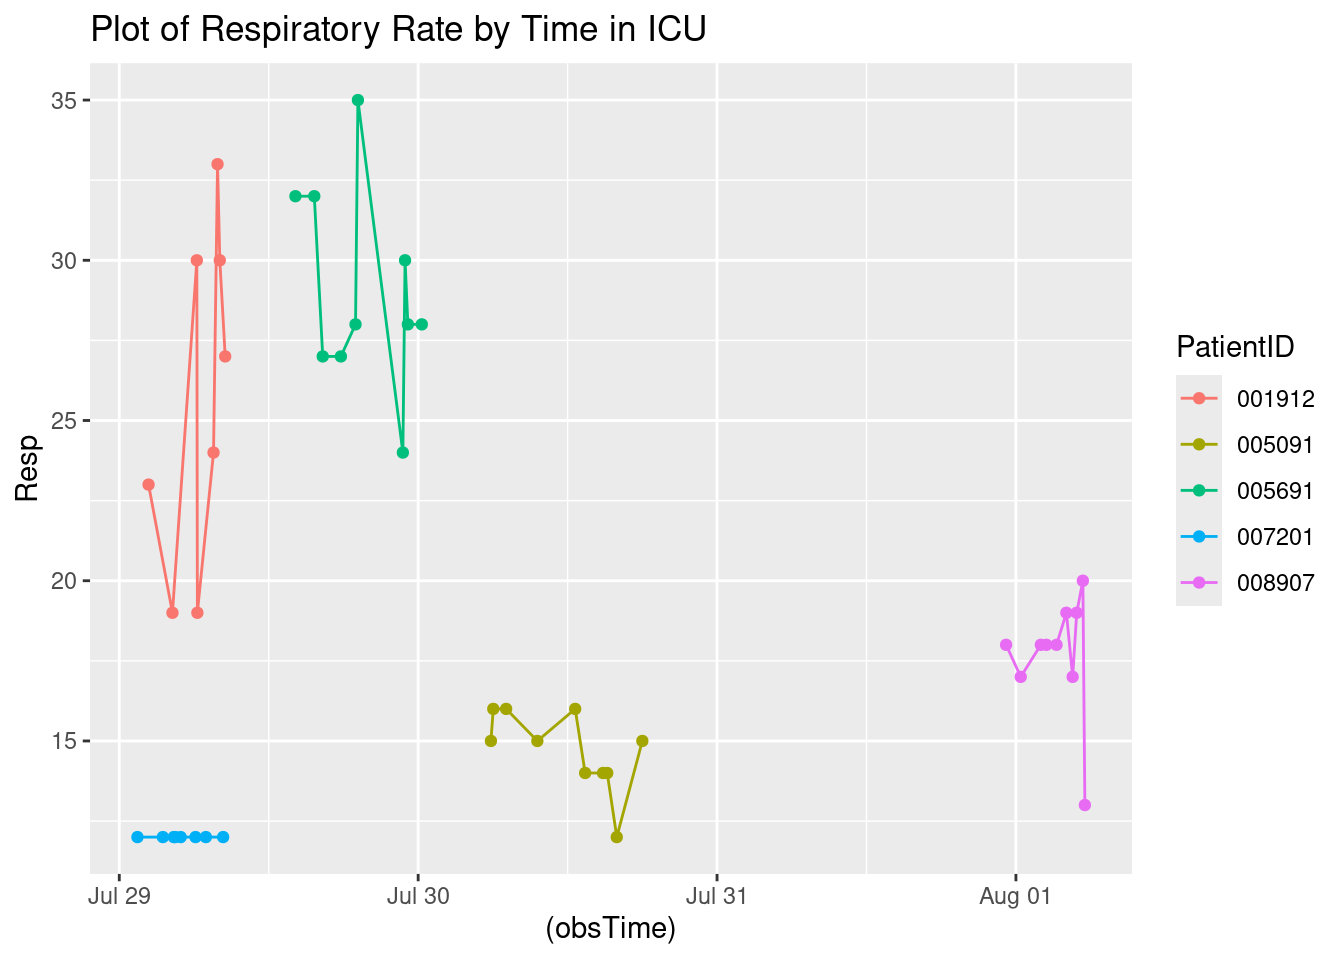 Plot of Respiratory Rate by Time in ICU
35
30
25
20
15
Resp
Jul 29
Jul 30
Jul 31
Aug 01
(obsTime)
PatientID
001912
005091
005691
007201
008907